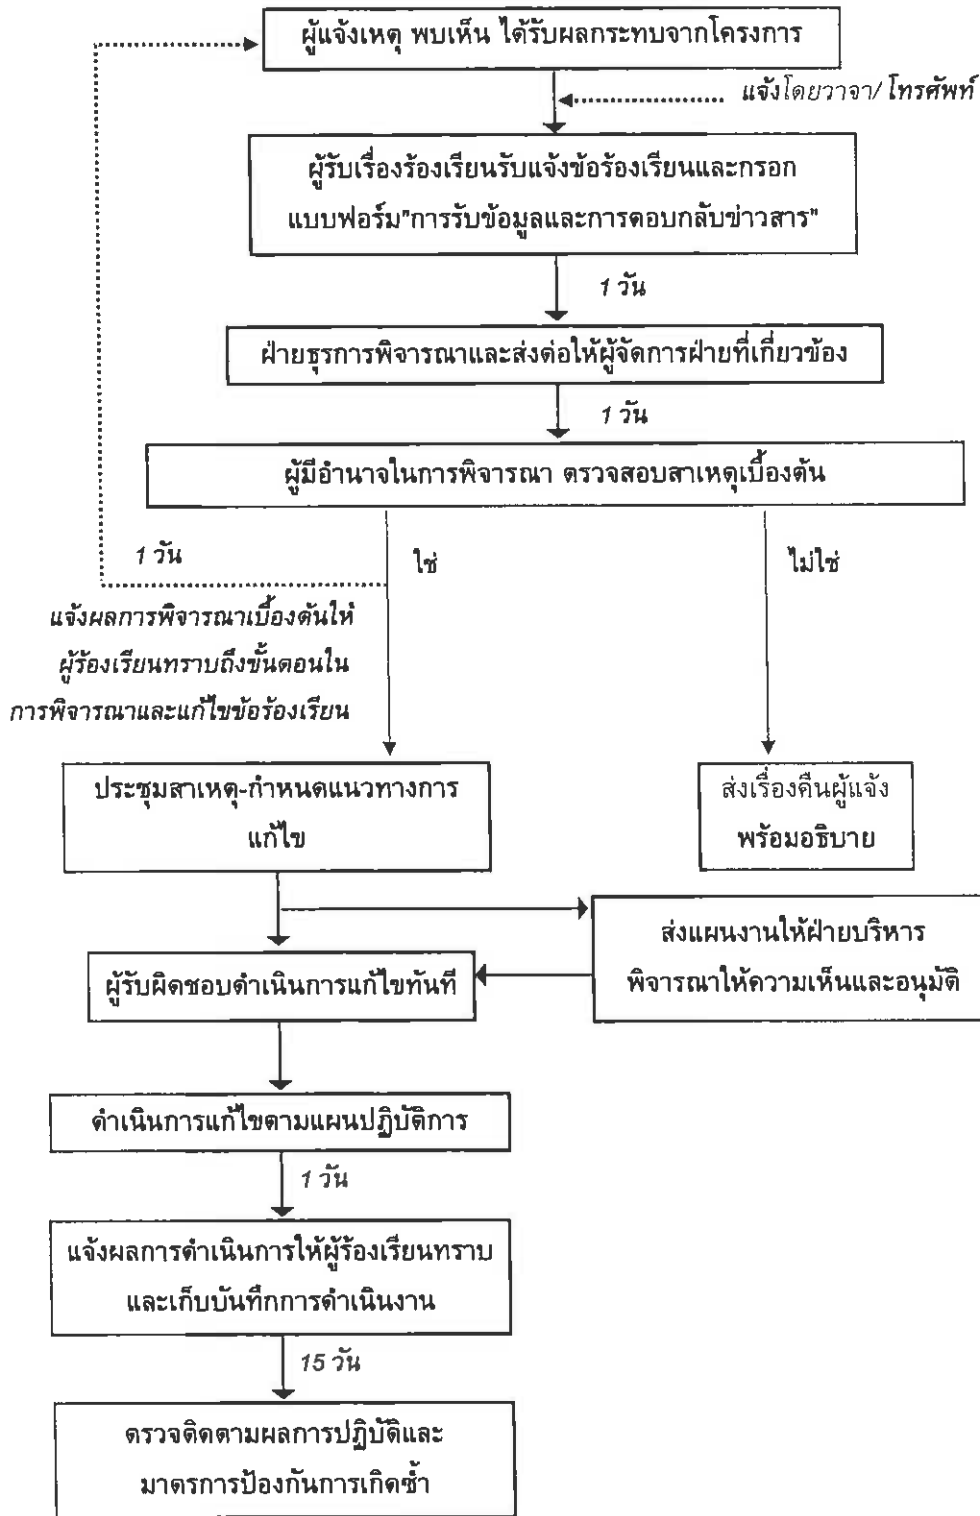 ผู้แจ้งเหตุ พบเห็น ได้รับผลกระทบจากโครงการ
แจ้งโดยวาจา/ โทรศัพท์
ผู้รับเรื่องร้องเรียนรับแจ้งข้อร้องเรียนและกรอก
แบบฟอร์ม"การรับข้อมูลและการตอบกลับข่าวสาร"
1 วัน
ฝ่ายธุรการพิจารณาและส่งต่อให้ผู้จัดการฝ่ายที่เกี่ยวข้อง
1 วัน
ผู้มีอำนาจในการพิจารณา ตรวจสอบสาเหตุเบื้องต้น
1 วัน
ใช่
ไม่ใช่
แจ้งผลการพิจารณาเบื้องต้นให้
ผู้ร้องเรียนทราบถึงขั้นตอนใน
การพิจารณาและแก้ไขข้อร้องเรียน
ประชุมสาเหตุ-กำหนดแนวทางการ
แก้ไข
ส่งเรื่องคืนผู้แจ้ง
พร้อมอธิบาย
ส่งแผนงานให้ฝ่ายบริหาร
พิจารณาให้ความเห็นและอนุมัติ
ผู้รับผิดชอบดำเนินการแก้ไขทันที
ดำเนินการแก้ไขตามแผนปฏิบัติการ
1 วัน
แจ้งผลการดำเนินการให้ผู้ร้องเรียนทราบ
และเก็บบันทึกการดำเนินงาน
15 วัน
ตรวจติดตามผลการปฏิบัติและ
มาตรการป้องกันการเกิดซ้ำ